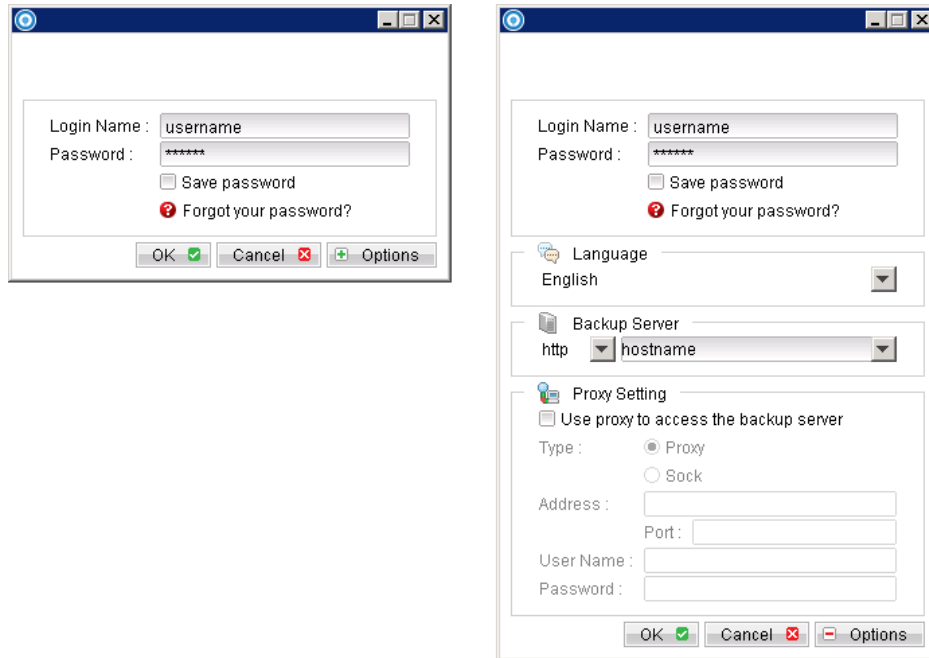 Login Name : username
Password : ******
Save password
Forgot your password?
OK Cancel Options
Login Name : username
Password : ******
Save password
Forgot your password?
Language
English
Backup Server
http hostname
Proxy Setting
Use proxy to access the backup server
Type : Proxy
Sock
Address :
Port :
User Name :
Password :
OK Cancel Options